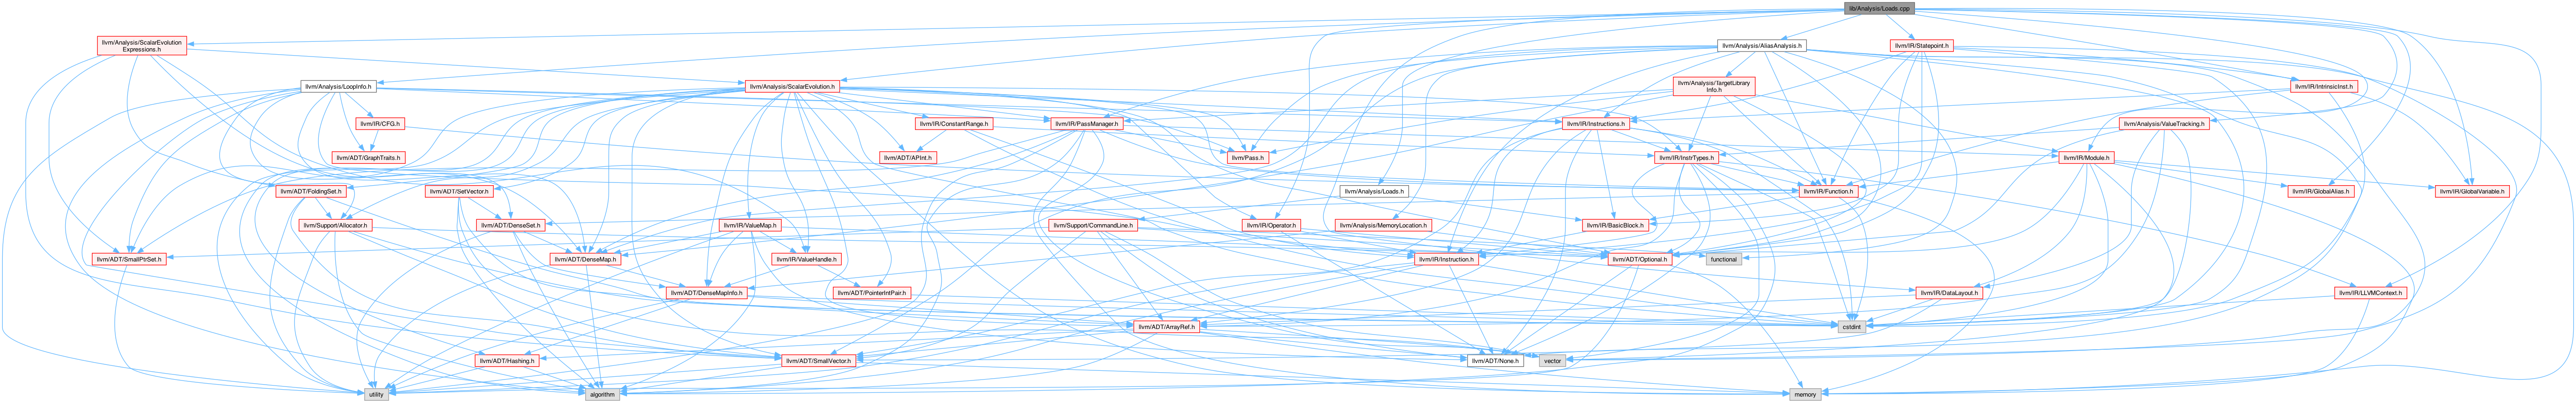 lib/Analysis/Loads.cpp
llvm/Analysis/ScalarEvolution
Expressions.h
llvm/Analysis/AliasAnalysis.h
llvm/IR/Statepoint.h
llvm/Analysis/LoopInfo.h
llvm/Analysis/ScalarEvolution.h
llvm/Analysis/TargetLibrary
Info.h
llvm/IR/IntrinsicInst.h
llvm/IR/CFG.h
llvm/IR/ConstantRange.h
llvm/IR/PassManager.h
llvm/IR/Instructions.h
llvm/Analysis/ValueTracking.h
llvm/ADT/GraphTraits.h
llvm/ADT/APInt.h
llvm/Pass.h
llvm/IR/InstrTypes.h
llvm/IR/Module.h
llvm/ADT/FoldingSet.h
llvm/ADT/SetVector.h
llvm/Analysis/Loads.h
llvm/IR/Function.h
llvm/IR/GlobalAlias.h
llvm/IR/GlobalVariable.h
llvm/Support/Allocator.h
llvm/ADT/DenseSet.h
llvm/IR/ValueMap.h
llvm/Support/CommandLine.h
llvm/IR/Operator.h
llvm/Analysis/MemoryLocation.h
llvm/IR/BasicBlock.h
llvm/ADT/SmallPtrSet.h
llvm/ADT/DenseMap.h
llvm/IR/ValueHandle.h
llvm/IR/Instruction.h
llvm/ADT/Optional.h
functional
llvm/ADT/DenseMapInfo.h
llvm/ADT/PointerIntPair.h
llvm/IR/DataLayout.h
llvm/IR/LLVMContext.h
llvm/ADT/ArrayRef.h
cstdint
llvm/ADT/Hashing.h
llvm/ADT/SmallVector.h
vector
llvm/ADT/None.h
utility
algorithm
memory